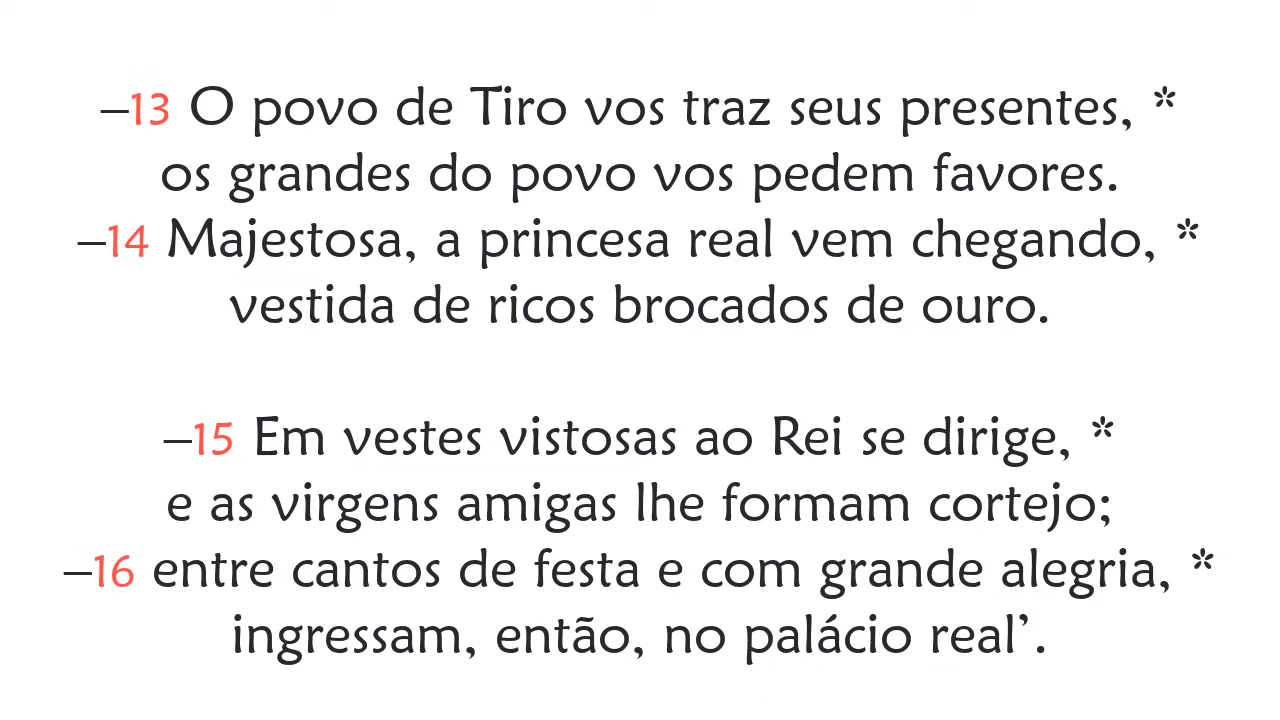 –13 O povo de Tiro vos traz seus presentes, *
os grandes do povo vos pedem favores.
–14 Majestosa, a princesa real vem chegando, *
vestida de ricos brocados de ouro.
–15 Em vestes vistosas ao Rei se dirige, *
e as virgens amigas lhe formam cortejo;
–16 entre cantos de festa e com grande alegria, *
ingressam, então, no palácio real’.